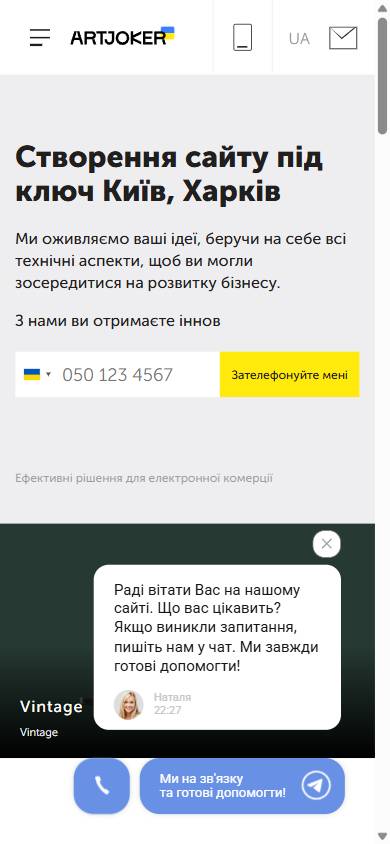 ARTJOKER
UA
Створення сайту під
ключ Київ, Харків
Ми оживляємо ваші ідеї, беручи на себе всі
технічні аспекти, щоб ви могли
зосередитися на розвитку бізнесу.
З нами ви отримаєте іннов
050 123 4567
Зателефонуйте мені
Ефективні рішення для електронної комерції
Раді вітати Вас на нашому
сайті. Що вас цікавить?
Якщо виникли запитання,
пишіть нам у чат. Ми завжди
готові допомогти!
Наталя
22:27
Vintage
Vintage
Ми на зв'язку
та готові допомогти!